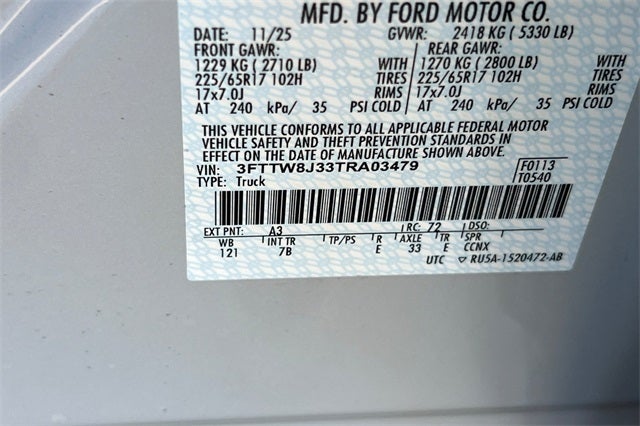 MFD. BY FORD MOTOR CO.
DATE: 11/25 GVWR: 2418 KG ( 5330 LB)
FRONT GAWR: REAR GAWR:
1229 KG ( 2710 LB) WITH 1270 KG ( 2800 LB) WITH
225/65R17 102H TIRES 225/65R17 102H TIRES
17x7.0J RIMS 17x7.0J RIMS
AT 240 kPa/ 35 PSI COLD AT 240 kPa/ 35 PSI COLD
THIS VEHICLE CONFORMS TO ALL APPLICABLE FEDERAL MOTOR
VEHICLE SAFETY AND THEFT PREVENTION STANDARDS IN
EFFECT ON THE DATE OF MANUFACTURE SHOWN ABOVE.
VIN: 3FTTW8J33TRA03479 F0113
TYPE: Truck T0540
EXT PNT: A3 RC: 72 DSO:
WB INT TR TP/PS R AXLE TR SPR
121 7B E 33 E CCNX
UTC ▽ RU5A-1520472-AB